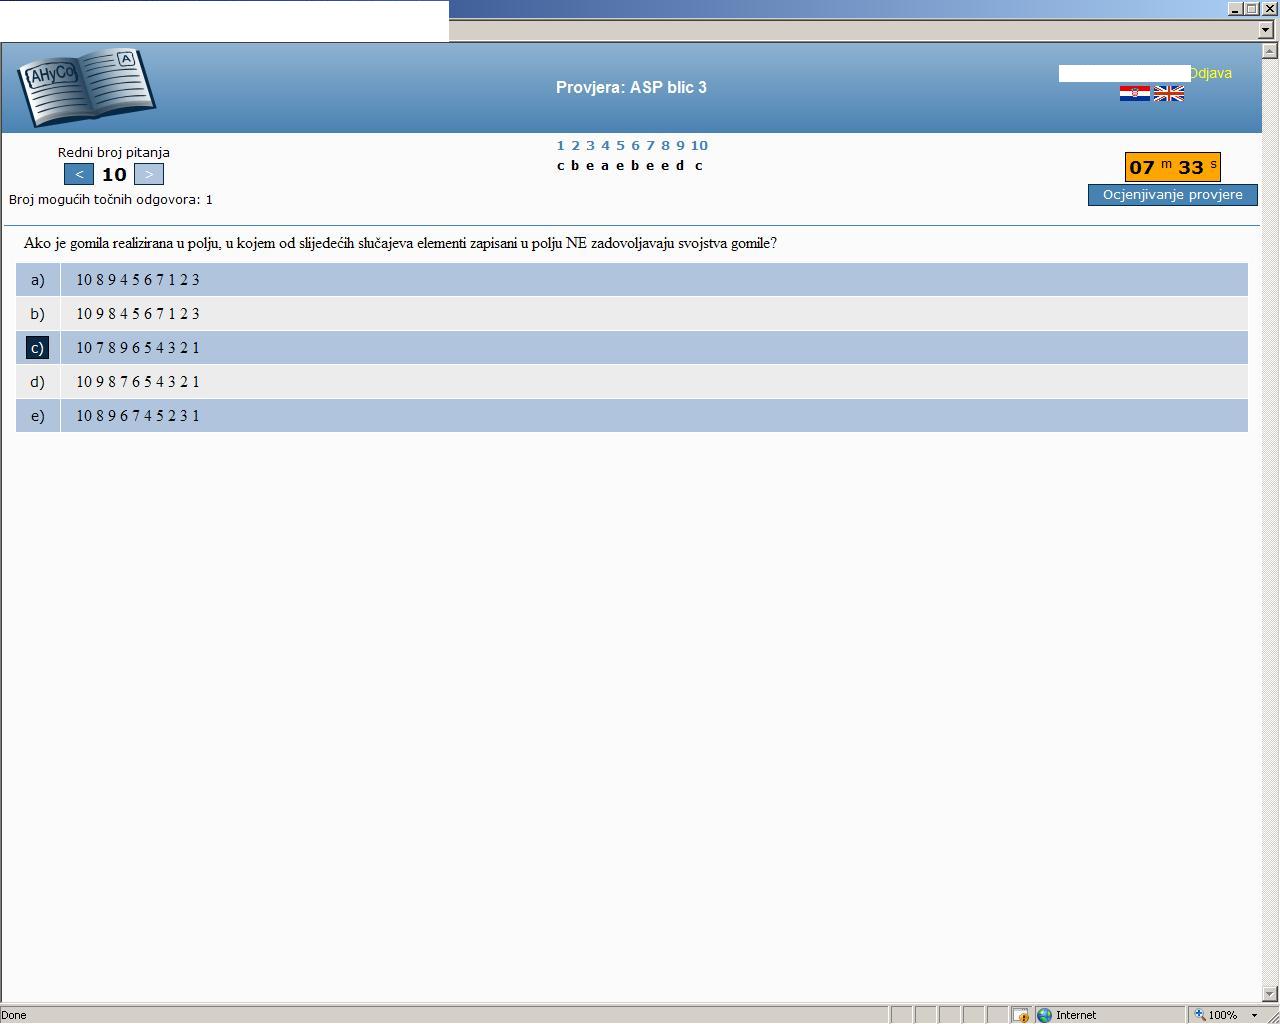 AHyCo
A
Provjera: ASP blic 3
Odjava
Redni broj pitanja
< 10 >
Broj mogućih točnih odgovora: 1
1 2 3 4 5 6 7 8 9 10
c b e a e b e e d c
07 m 33 s
Ocjenjivanje provjere
Ako je gomila realizirana u polju, u kojem od slijedećih slučajeva elementi zapisani u polju NE zadovoljavaju svojstva gomile?
a) 10 8 9 4 5 6 7 1 2 3
b) 10 9 8 4 5 6 7 1 2 3
c) 10 7 8 9 6 5 4 3 2 1
d) 10 9 8 7 6 5 4 3 2 1
e) 10 8 9 6 7 4 5 2 3 1
Done
Internet
100%